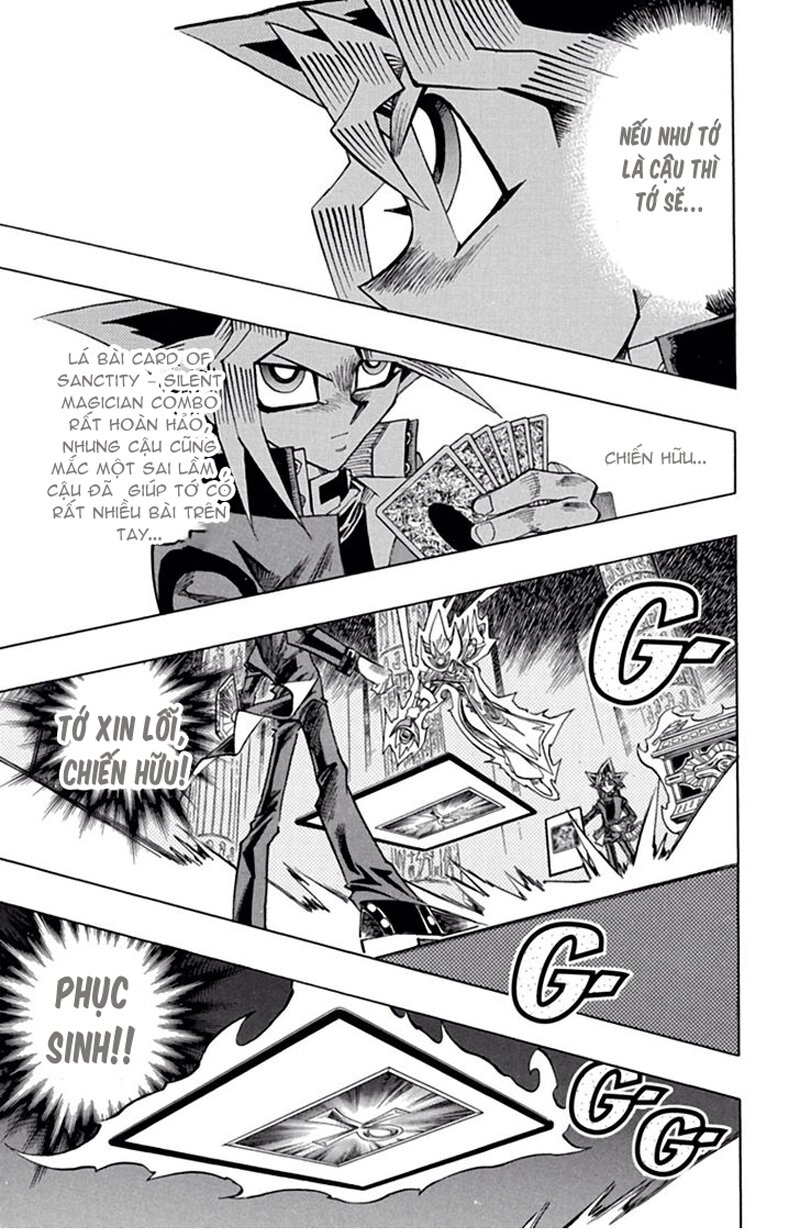 NẾU NHƯ TỚ
LÀ CẬU THÌ
TỚ SẼ...
CHIẾN HỮU...
LÁ BÀI CARD OF
SANCTITY - SILENT
MAGICIAN COMBO
RẤT HOÀN HẢO,
NHƯNG CẬU CŨNG
MẮC MỘT SAI LẦM ,
CẬU ĐÃ GIÚP TỚ CÓ
RẤT NHIỀU BÀI TRÊN
TAY...
G-
TỚ XIN LỖI,
CHIẾN HỮU!
G-
PHỤC
SINH!!
G-
G-